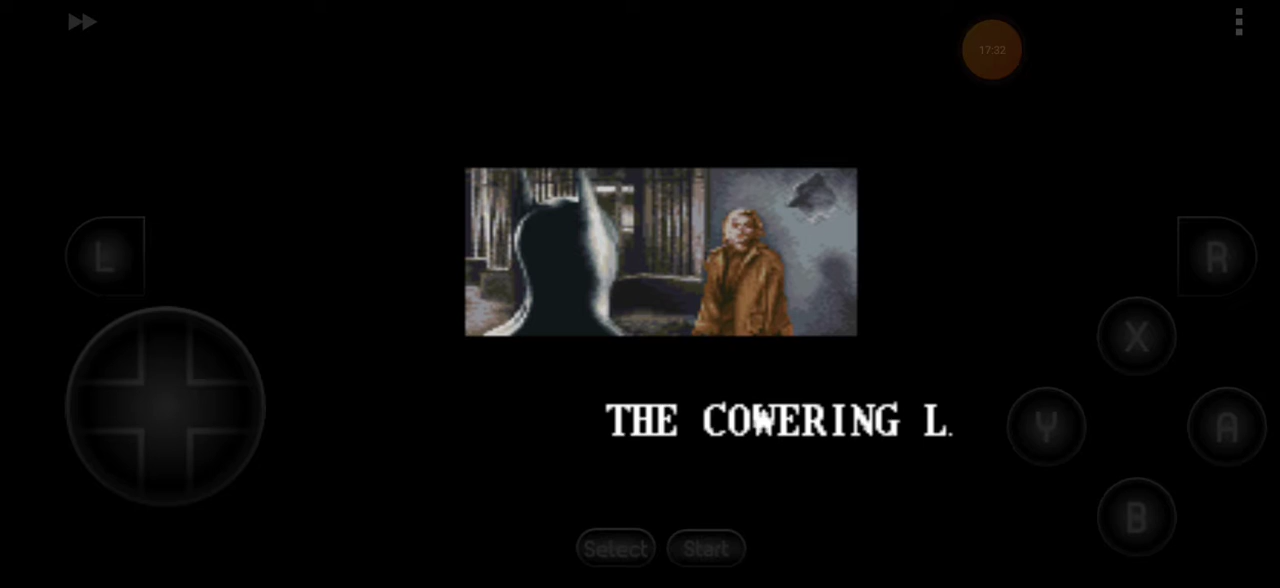 17:32
L
R
X
THE COWERING L.
Y
A
B
Select
Start